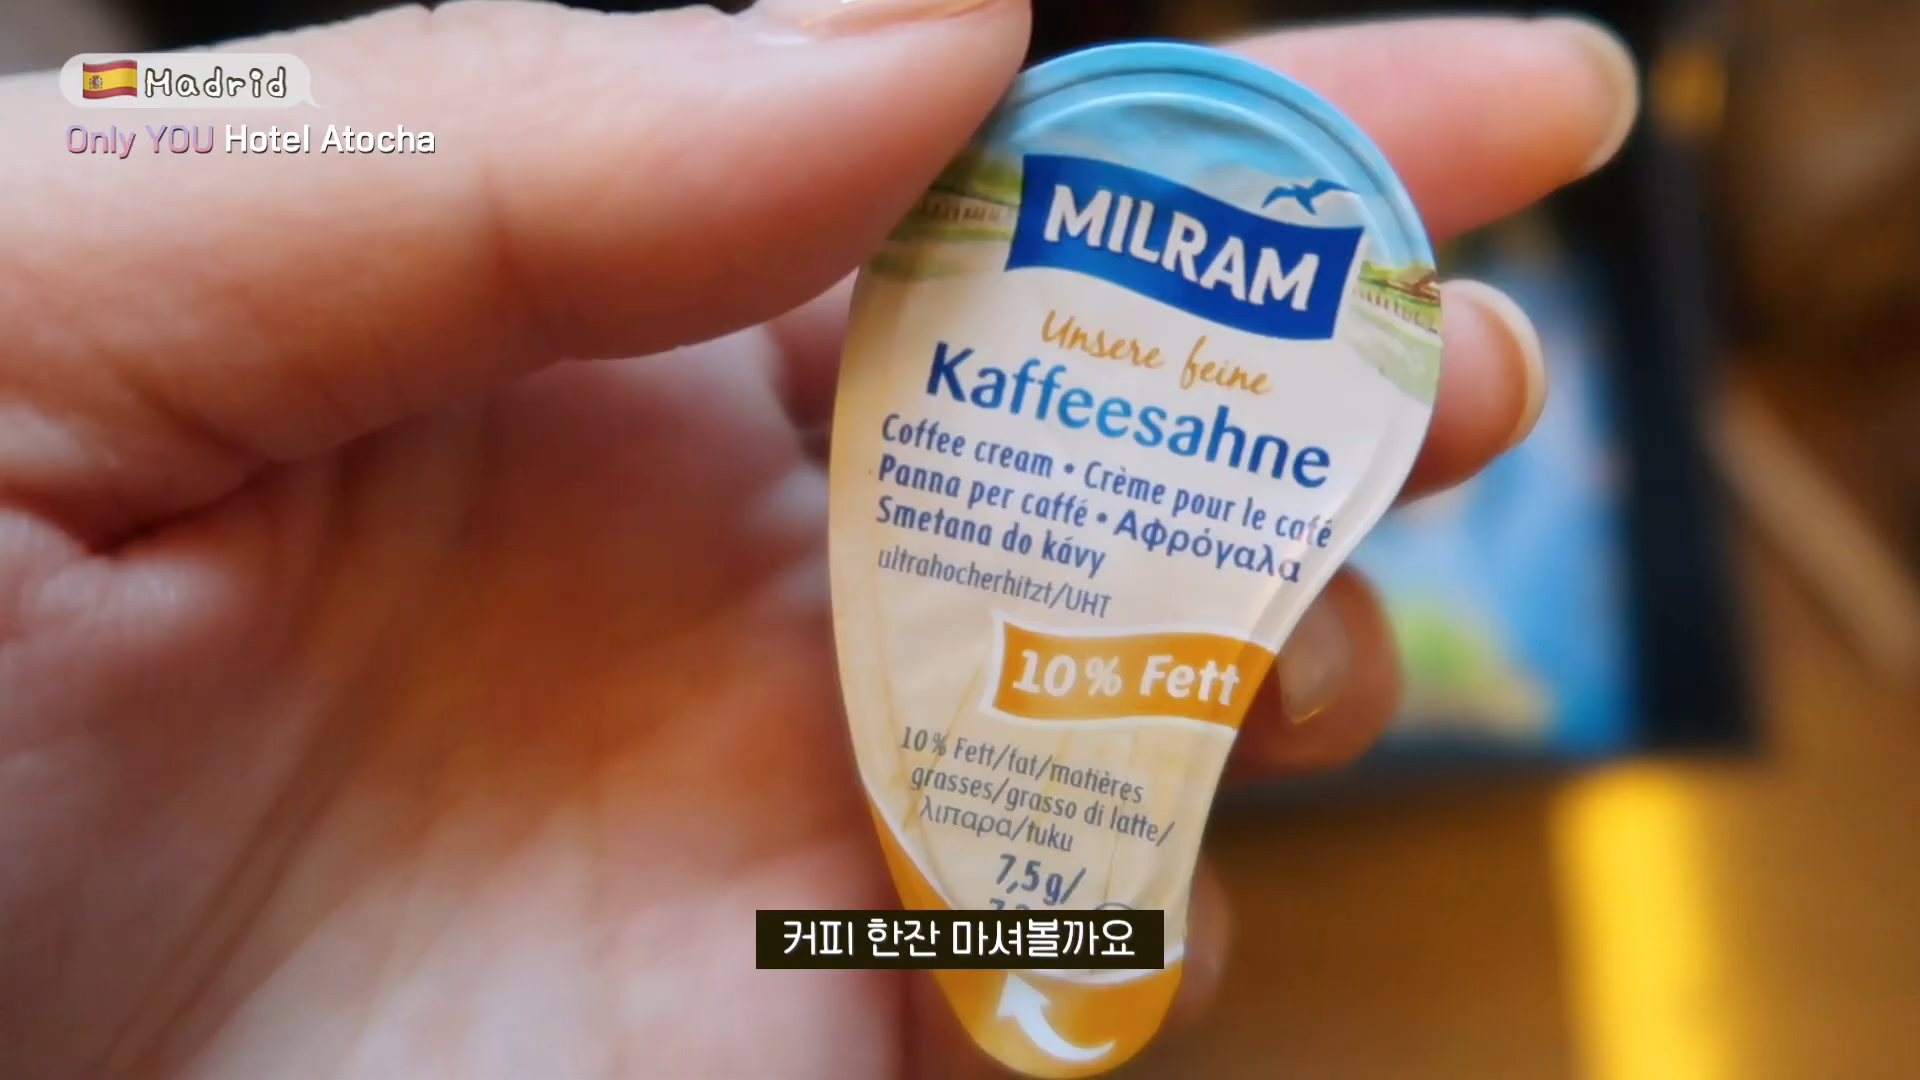 Madrid
Only YOU Hotel Atocha
MILRAM
Unsere feine
Kaffeesahne
Coffee cream • Crème pour le café
Panna per caffé • Αφρόγαλα
Smetana do kávy
ultrahocherhitzt/UHT
10% Fett
10% Fett/fat/matières
grasses/grasso di latte/
λιπαρα/tuku
7,5g/
커피 한잔 마셔볼까요